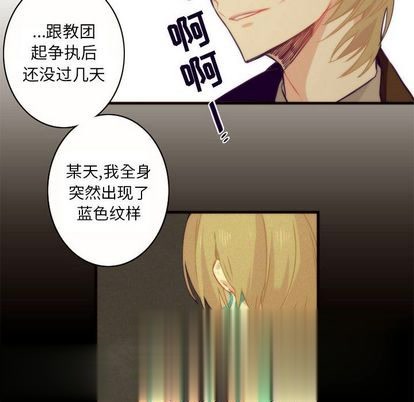 ...跟教团
起争执后
还没过几天
啊
啊
某天,我全身
突然出现了
蓝色纹样